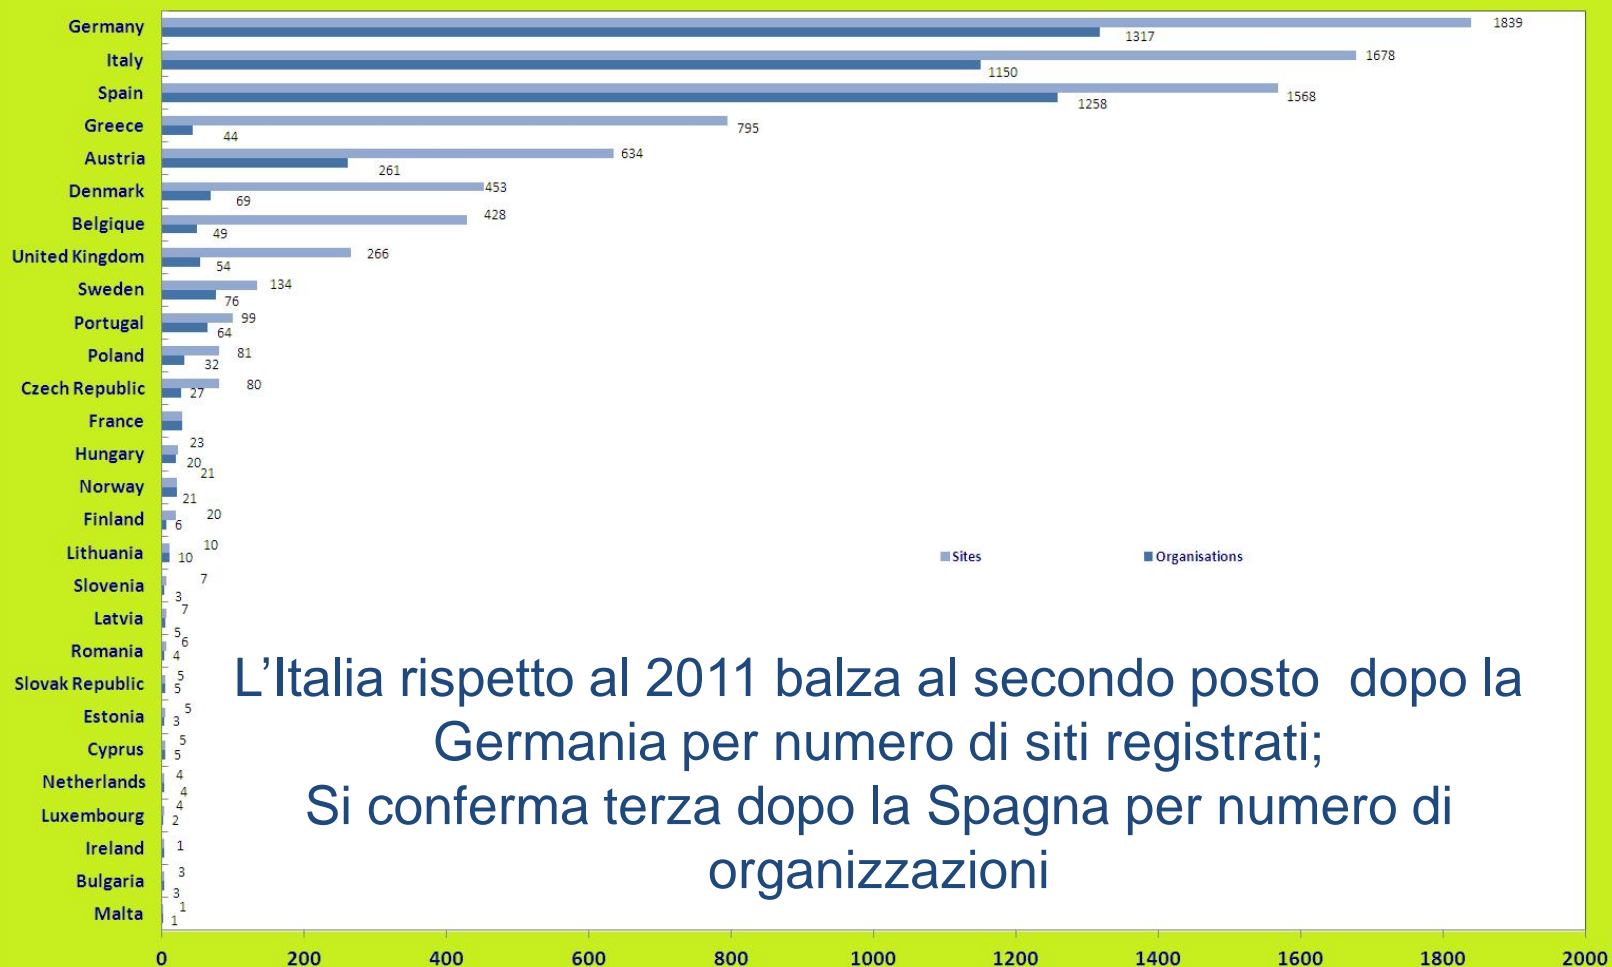 Germany 1839
1317
Italy 1678
1150
Spain 1568
1258
Greece 795
44
Austria 634
261
Denmark 453
69
Belgique 428
49
United Kingdom 266
54
Sweden 134
76
Portugal 99
64
Poland 81
32
Czech Republic 80
27
France
Hungary 23
20
Norway 21
21
Finland 20
6
Lithuania 10
10
Sites Organisations
Slovenia 7
3
Latvia 7
5
Romania 6
4
Slovak Republic 5
5
Estonia 5
3
Cyprus 5
5
Netherlands 4
4
Luxembourg 4
2
Ireland 1
Bulgaria 3
3
Malta 1
1
L’Italia rispetto al 2011 balza al secondo posto dopo la
Germania per numero di siti registrati;
Si conferma terza dopo la Spagna per numero di
organizzazioni
0 200 400 600 800 1000 1200 1400 1600 1800 2000